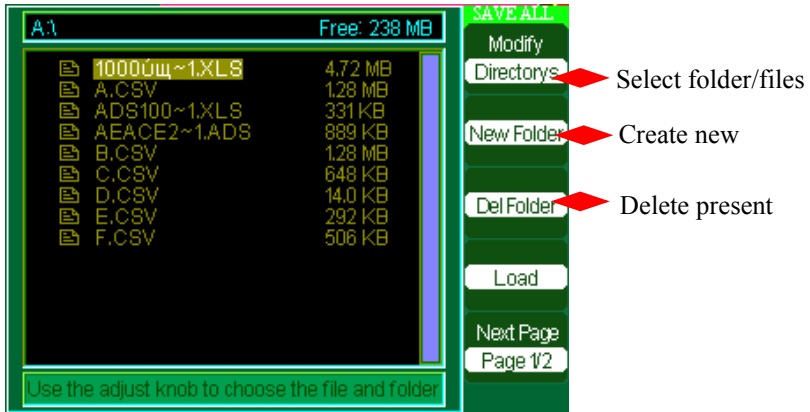 A:\ Free: 238 MB
1000úщ~1.XLS 4.72 MB
A.CSV 1.28 MB
ADS100~1.XLS 331 KB
AEACE2~1.ADS 889 KB
B.CSV 1.28 MB
C.CSV 648 KB
D.CSV 14.0 KB
E.CSV 292 KB
F.CSV 506 KB
Use the adjust knob to choose the file and folder
SAVE ALL
Modify
Directorys
New Folder
Del Folder
Load
Next Page
Page 1/2
Select folder/files
Create new
Delete present